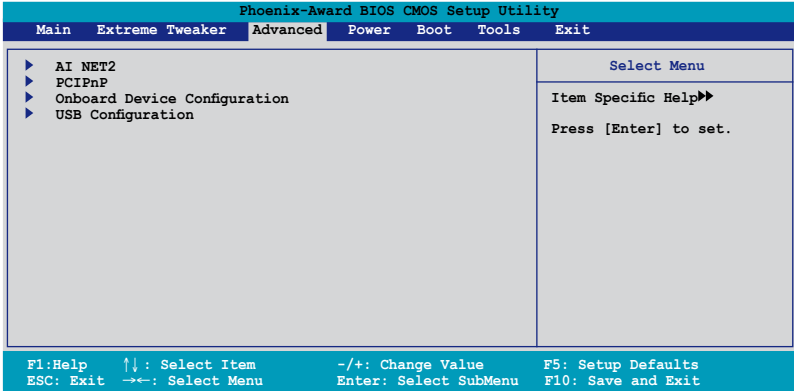 Phoenix-Award BIOS CMOS Setup Utility
Main Extreme Tweaker Advanced Power Boot Tools Exit
AI NET2
PCIPnP
Onboard Device Configuration
USB Configuration
Select Menu
Item Specific Help
Press [Enter] to set.
F1:Help ↑↓: Select Item -/+: Change Value F5: Setup Defaults
ESC: Exit →←: Select Menu Enter: Select SubMenu F10: Save and Exit